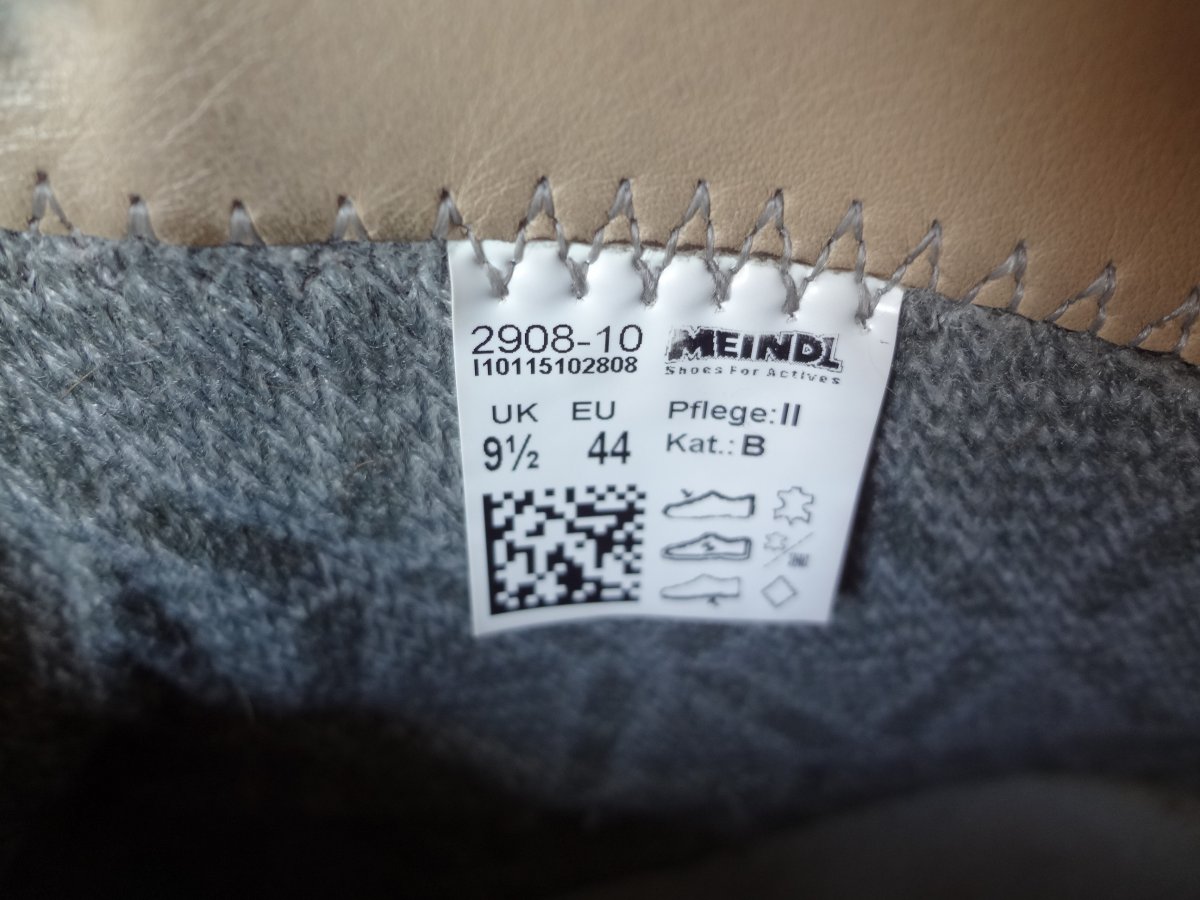 2908-10
I10115102808
UK EU
9½ 44
MEINDL
Shoes For Actives
Pflege: II
Kat.: B